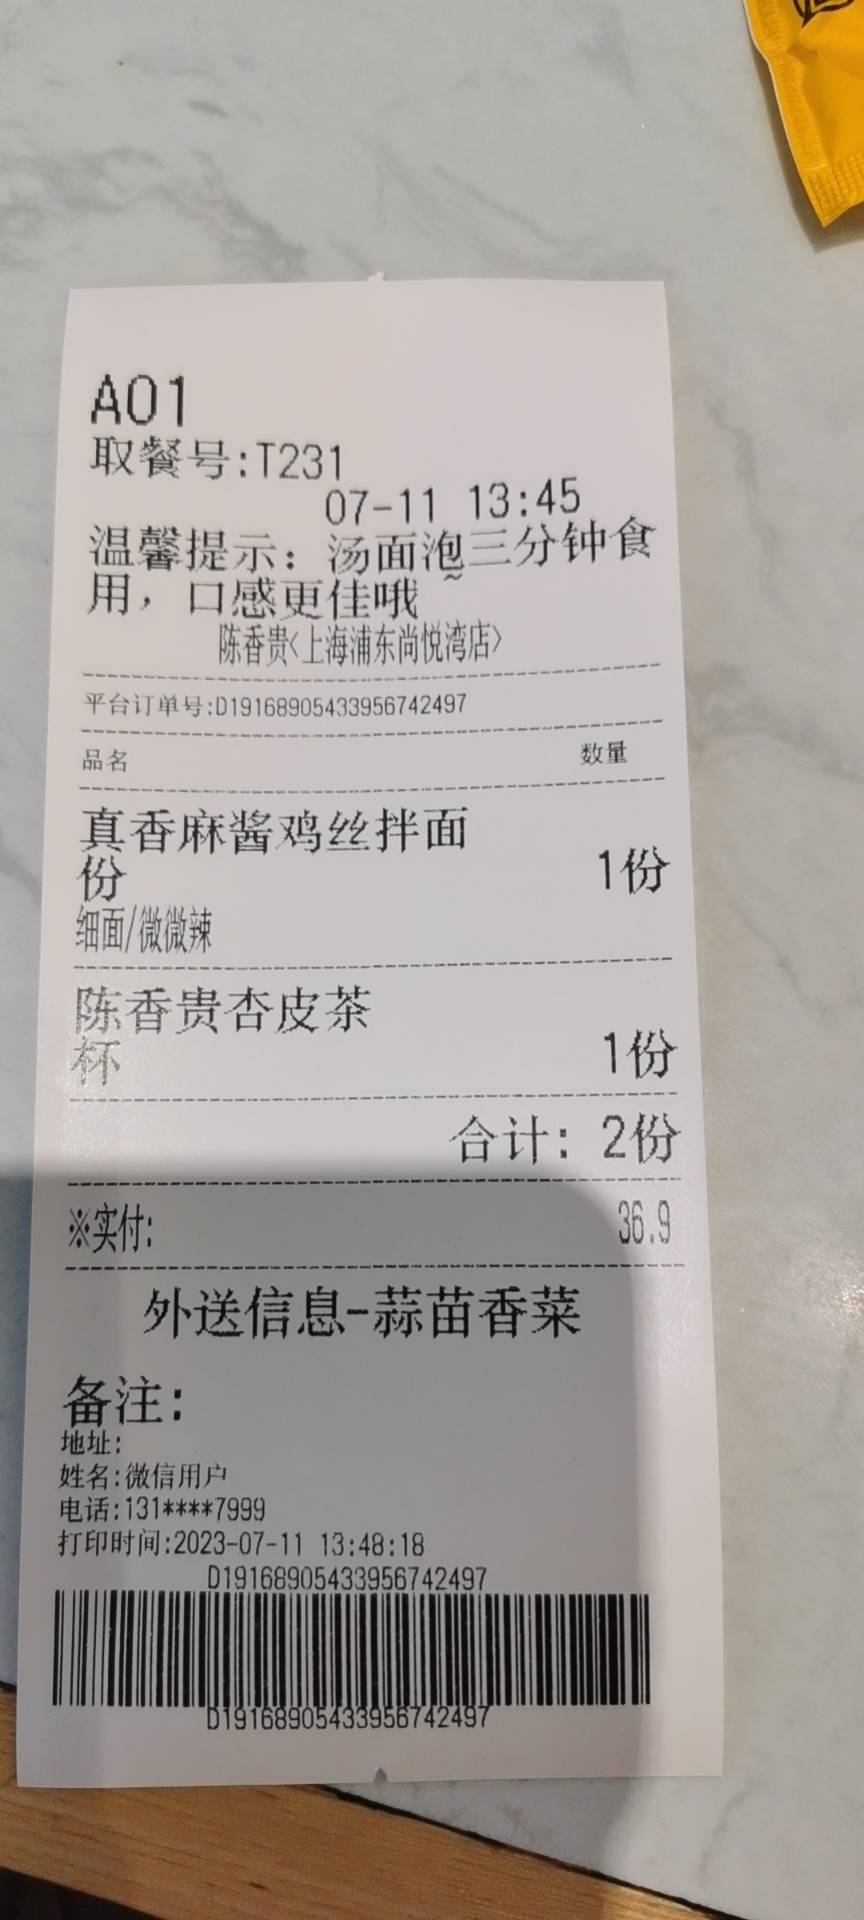 A01
取餐号:T231
07-11 13:45
温馨提示：汤面泡三分钟食
用，口感更佳哦~
陈香贵<上海浦东尚悦湾店>
平台订单号:D19168905433956742497
品名 数量
真香麻酱鸡丝拌面
份 1份
细面/微微辣
陈香贵杏皮茶
杯 1份
合计：2份
※实付: 36.9
外送信息-蒜苗香菜
备注:
地址:
姓名:微信用户
电话:131****7999
打印时间:2023-07-11 13:48:18
D19168905433956742497
D19168905433956742497